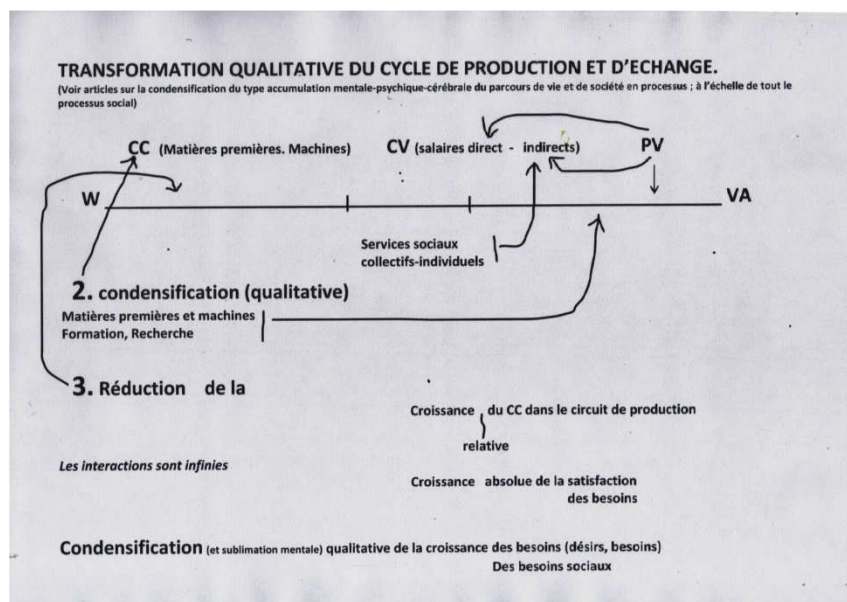 TRANSFORMATION QUALITATIVE DU CYCLE DE PRODUCTION ET D'ECHANGE.
(Voir articles sur la condensification du type accumulation mentale-psychique-cérébrale du parcours de vie et de société en processus ; à l'échelle de tout le
processus social)
CC (Matières premières. Machines) CV (salaires direct - indirects) PV
W VA
Services sociaux
collectifs-individuels
2. condensification (qualitative)
Matières premières et machines
Formation, Recherche
3. Réduction de la
Croissance du CC dans le circuit de production
relative
Les interactions sont infinies
Croissance absolue de la satisfaction
des besoins
Condensification (et sublimation mentale) qualitative de la croissance des besoins (désirs, besoins)
Des besoins sociaux